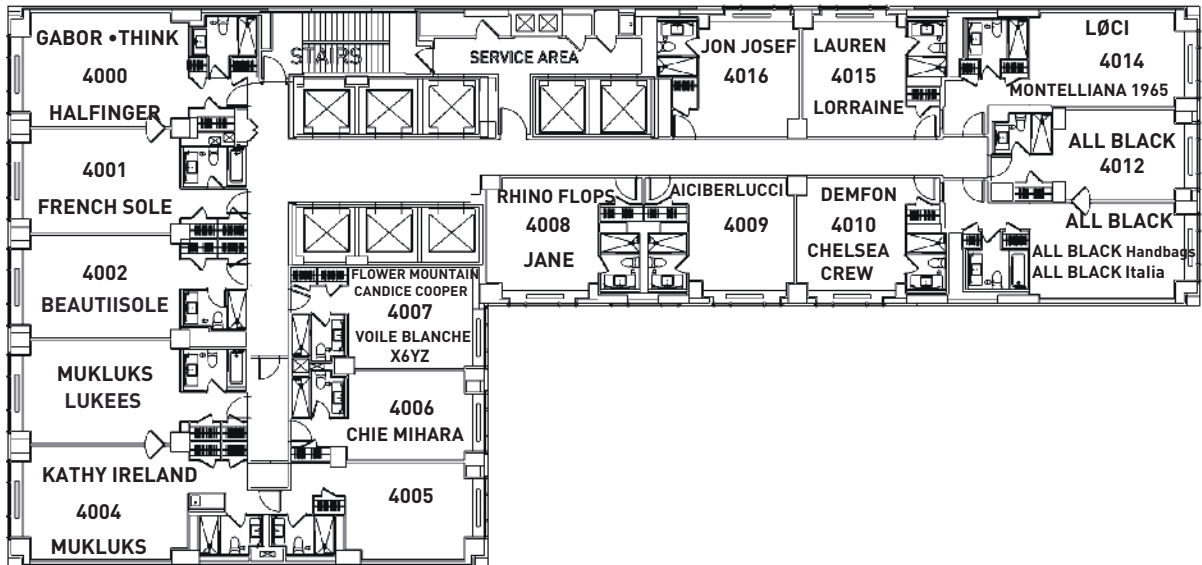 GABOR •THINK
4000
HALFINGER
STAIRS
SERVICE AREA
JON JOSEF
4016
LAUREN
4015
LORRAINE
LØCI
4014
MONTELLIANA 1965
4001
FRENCH SOLE
ALL BLACK
4012
4002
BEAUTIISOLE
RHINO FLOPS
4008
JANE
AICIBERLUCCI
4009
DEMFON
4010
CHELSEA
CREW
ALL BLACK
ALL BLACK Handbags
ALL BLACK Italia
FLOWER MOUNTAIN
CANDICE COOPER
4007
VOILE BLANCHE
X6YZ
MUKLUKS
LUKEES
4006
CHIE MIHARA
KATHY IRELAND
4004
MUKLUKS
4005